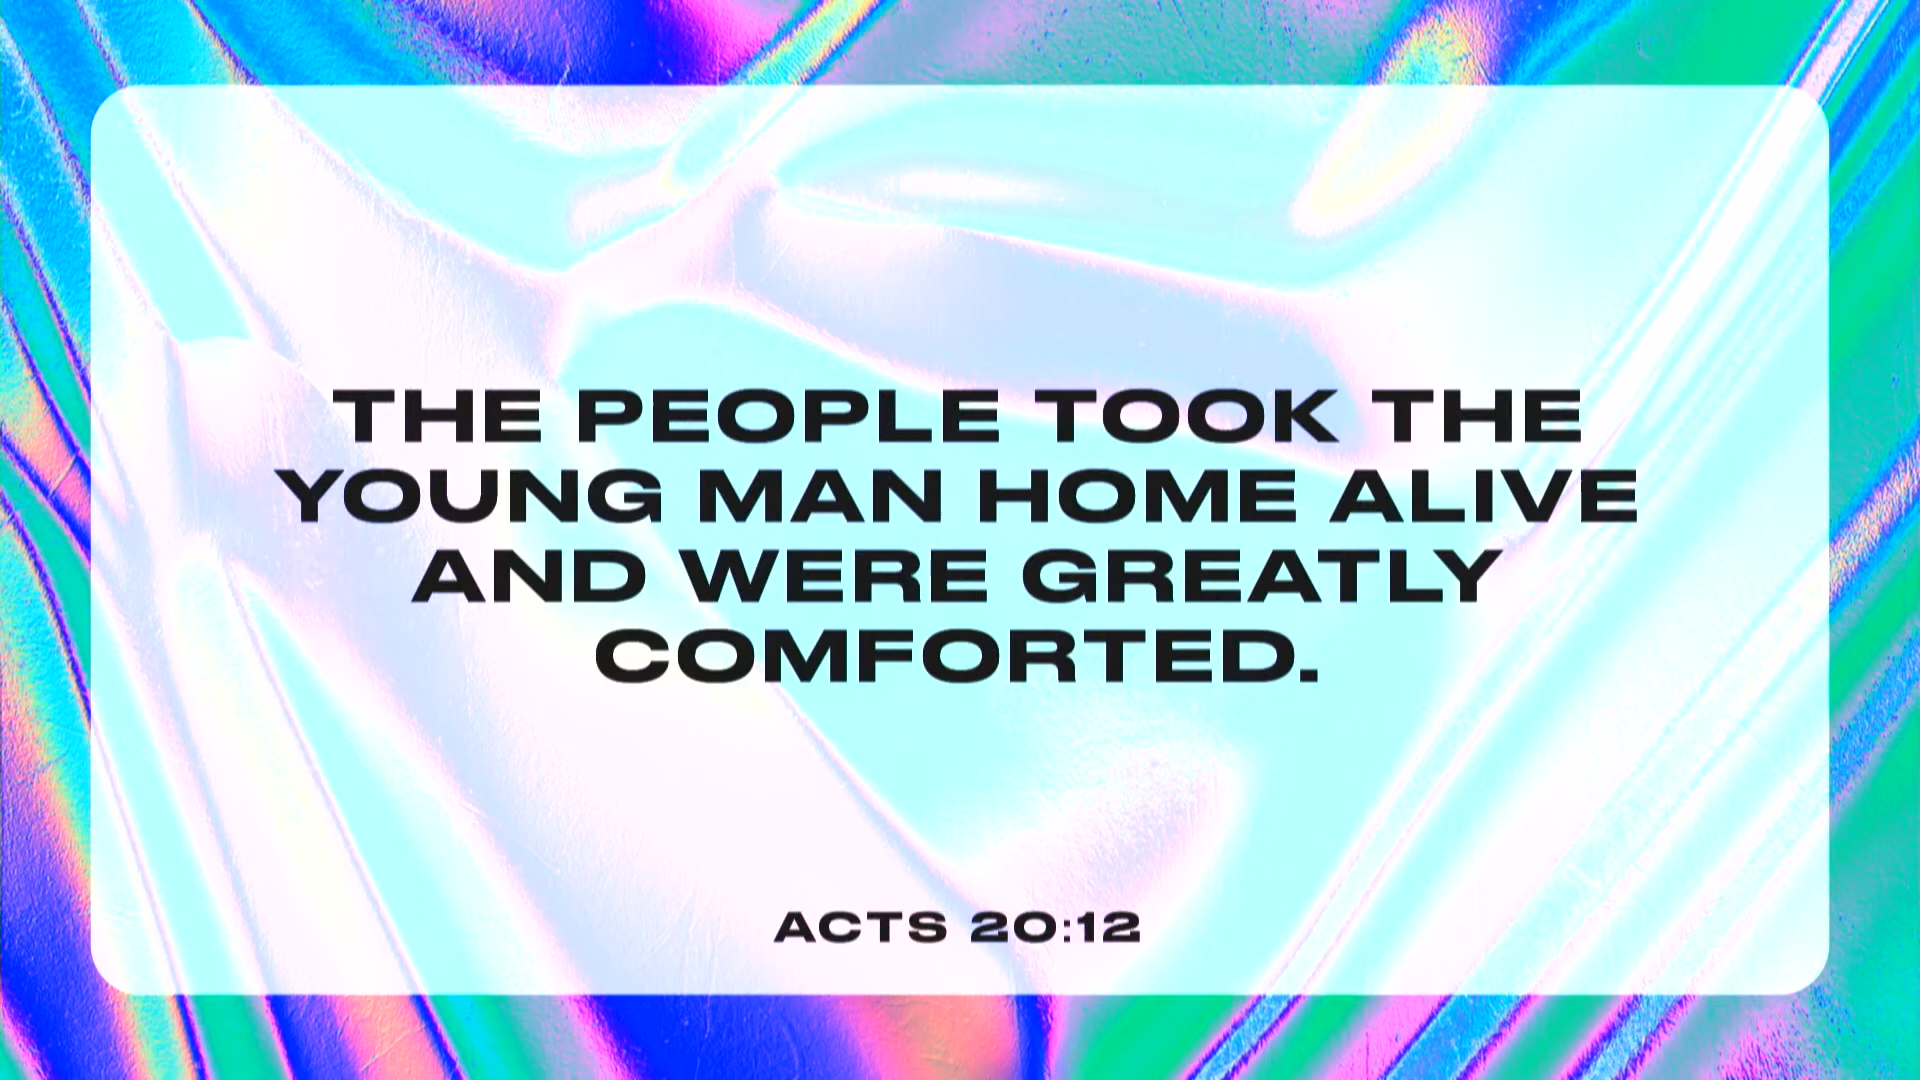 THE PEOPLE TOOK THE
YOUNG MAN HOME ALIVE
AND WERE GREATLY
COMFORTED.
ACTS 20:12